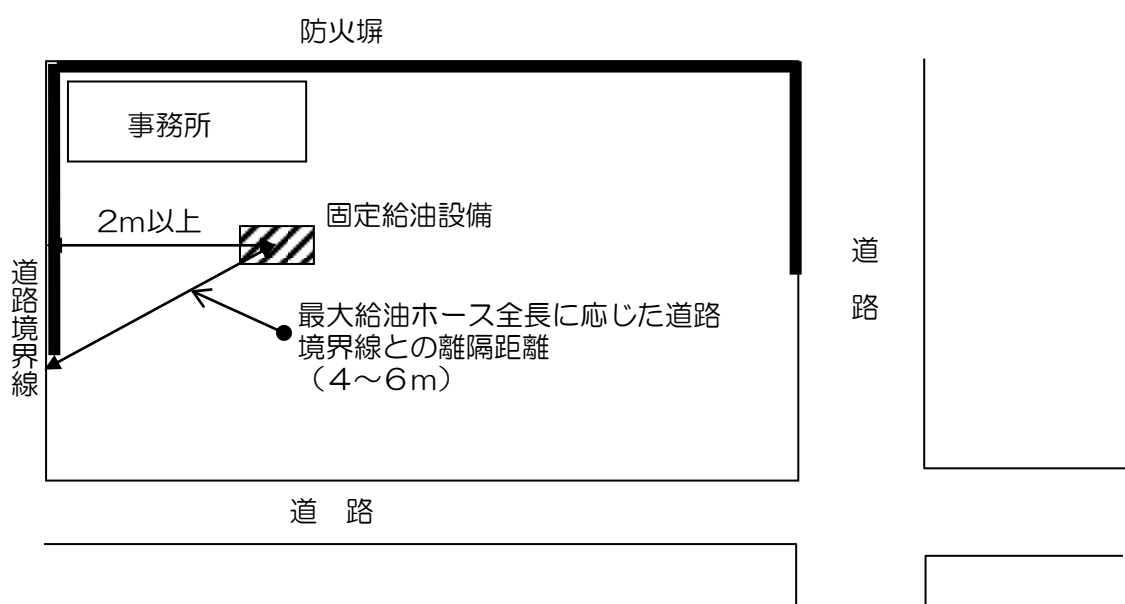 防火塀
事務所
2m以上
固定給油設備
道路境界線
最大給油ホース全長に応じた道路
境界線との離隔距離
（４～６m）
道路
道 路